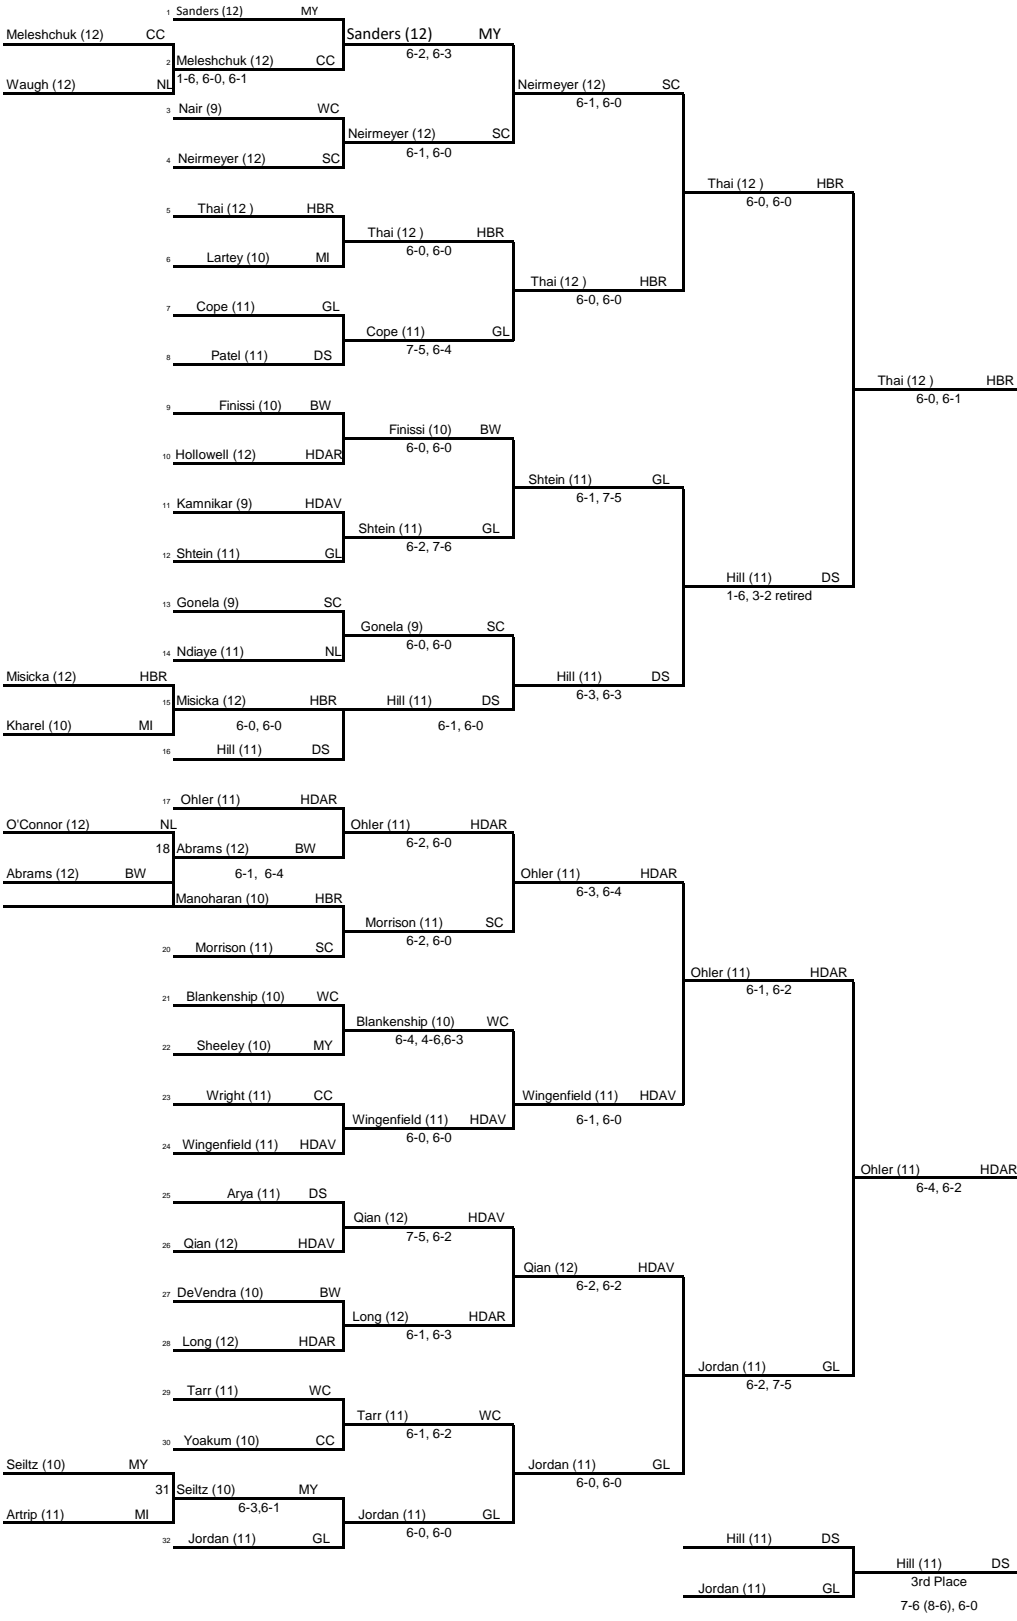 1 Sanders (12) MY
Meleshchuk (12) CC
Sanders (12) MY
6-2, 6-3
2 Meleshchuk (12) CC
1-6, 6-0, 6-1
Waugh (12) NL
Neirmeyer (12) SC
6-1, 6-0
3 Nair (9) WC
Neirmeyer (12) SC
6-1, 6-0
4 Neirmeyer (12) SC
Thai (12 ) HBR
6-0, 6-0
5 Thai (12 ) HBR
Thai (12 ) HBR
6-0, 6-0
6 Lartey (10) MI
Thai (12 ) HBR
6-0, 6-0
7 Cope (11) GL
Cope (11) GL
7-5, 6-4
8 Patel (11) DS
Thai (12 ) HBR
6-0, 6-1
9 Finissi (10) BW
Finissi (10) BW
6-0, 6-0
10 Hollowell (12) HDAR
Shtein (11) GL
6-1, 7-5
11 Kamnikar (9) HDAV
Shtein (11) GL
6-2, 7-6
12 Shtein (11) GL
Hill (11) DS
1-6, 3-2 retired
13 Gonela (9) SC
Gonela (9) SC
6-0, 6-0
14 Ndiaye (11) NL
Misicka (12) HBR
Hill (11) DS
6-3, 6-3
15 Misicka (12) HBR
6-0, 6-0
Hill (11) DS
6-1, 6-0
Kharel (10) MI
16 Hill (11) DS
17 Ohler (11) HDAR
O'Connor (12) NL
Ohler (11) HDAR
6-2, 6-0
18 Abrams (12) BW
6-1, 6-4
Abrams (12) BW
Ohler (11) HDAR
6-3, 6-4
Manoharan (10) HBR
Morrison (11) SC
6-2, 6-0
20 Morrison (11) SC
Ohler (11) HDAR
6-1, 6-2
21 Blankenship (10) WC
Blankenship (10) WC
6-4, 4-6,6-3
22 Sheeley (10) MY
23 Wright (11) CC
Wingenfield (11) HDAV
6-1, 6-0
Wingenfield (11) HDAV
6-0, 6-0
24 Wingenfield (11) HDAV
Ohler (11) HDAR
6-4, 6-2
25 Arya (11) DS
Qian (12) HDAV
7-5, 6-2
26 Qian (12) HDAV
Qian (12) HDAV
6-2, 6-2
27 DeVendra (10) BW
Long (12) HDAR
6-1, 6-3
28 Long (12) HDAR
Jordan (11) GL
6-2, 7-5
29 Tarr (11) WC
Tarr (11) WC
6-1, 6-2
30 Yoakum (10) CC
Seiltz (10) MY
Jordan (11) GL
6-0, 6-0
31 Seiltz (10) MY
6-3,6-1
Artrip (11) MI
Jordan (11) GL
6-0, 6-0
32 Jordan (11) GL
Hill (11) DS
Hill (11) DS
3rd Place
Jordan (11) GL
7-6 (8-6), 6-0